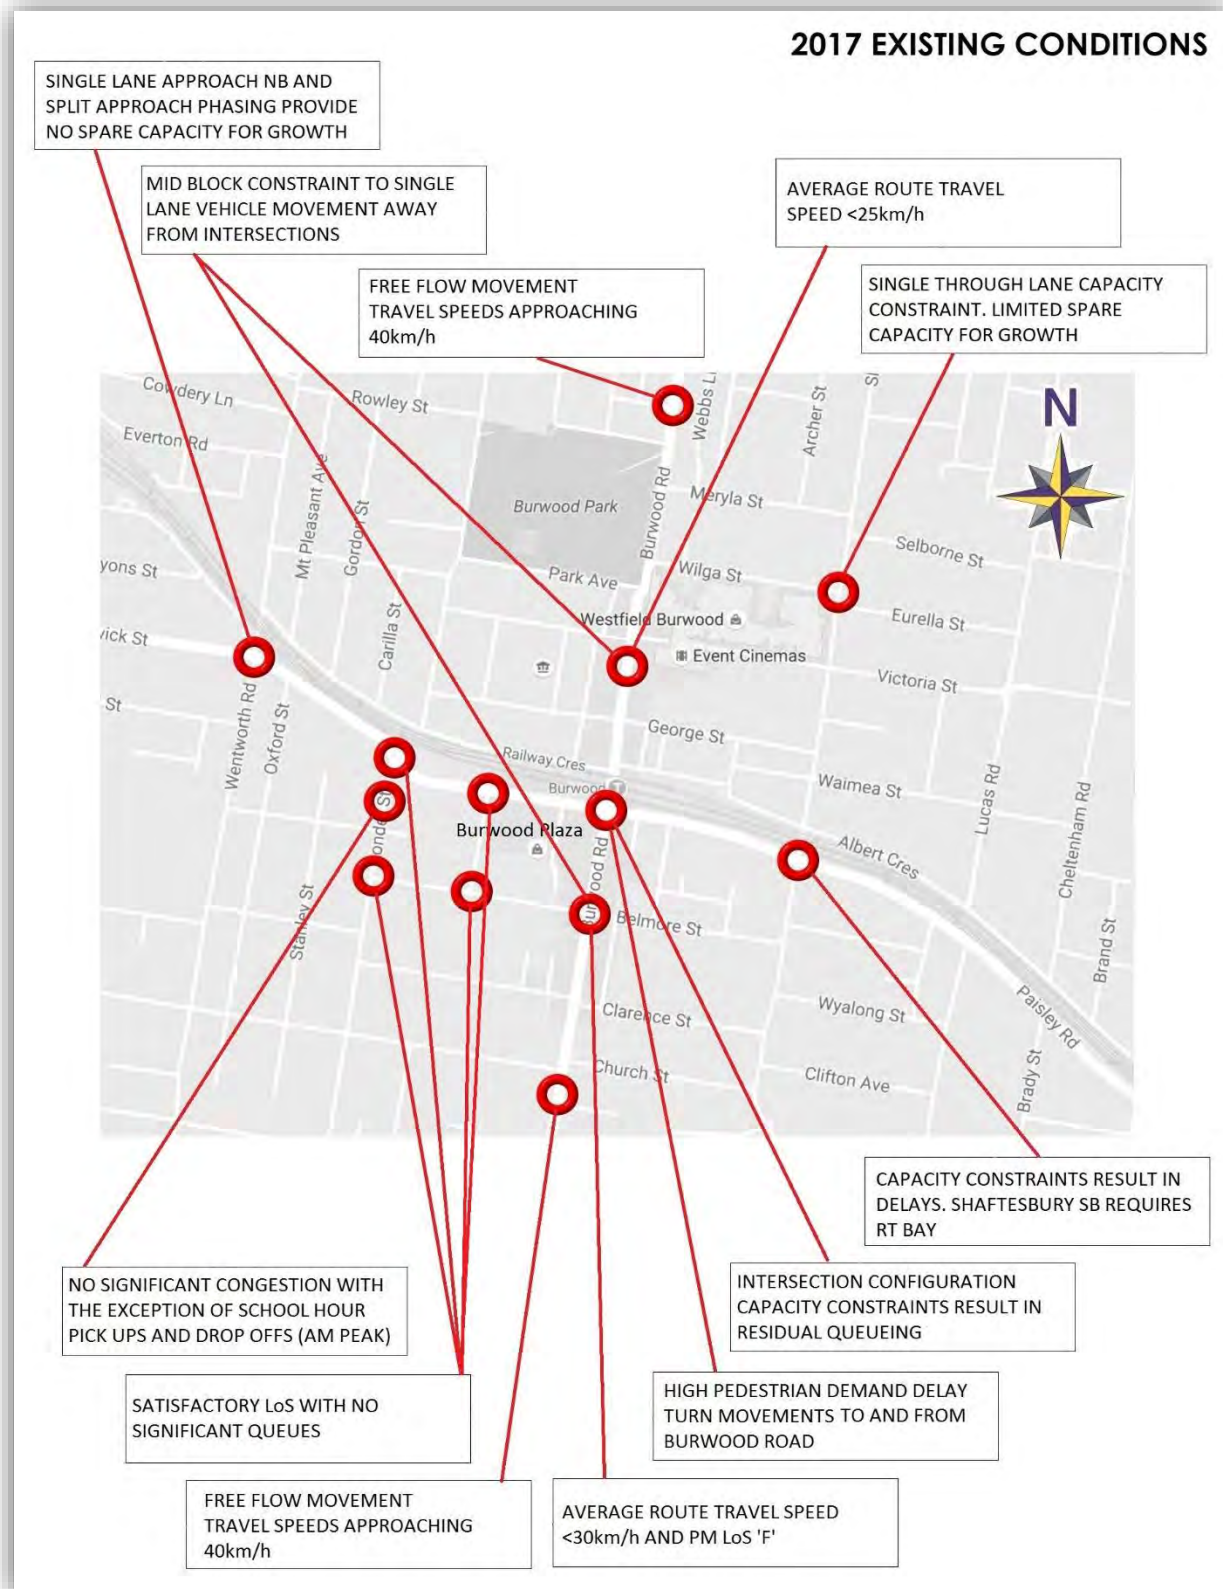 2017 EXISTING CONDITIONS
SINGLE LANE APPROACH NB AND
SPLIT APPROACH PHASING PROVIDE
NO SPARE CAPACITY FOR GROWTH
MID BLOCK CONSTRAINT TO SINGLE
LANE VEHICLE MOVEMENT AWAY
FROM INTERSECTIONS
AVERAGE ROUTE TRAVEL
SPEED <25km/h
FREE FLOW MOVEMENT
TRAVEL SPEEDS APPROACHING
40km/h
SINGLE THROUGH LANE CAPACITY
CONSTRAINT. LIMITED SPARE
CAPACITY FOR GROWTH
N
Cowdery Ln
Rowley St
Webbs L
Archer St
Everton Rd
Mt Pleasant Ave
Gordon St
Burwood Park
Burwood Rd
Meryla St
Selborne St
yons St
Park Ave
Wilga St
Eurella St
Westfield Burwood
vick St
Carilla St
Event Cinemas
Victoria St
St
Wentworth Rd
Oxford St
George St
Railway Cres
Burwood
T
Waimea St
Lucas Rd
Cheltenham Rd
onder St
Burwood Plaza
Albert Cres
Stanley St
Burwood Rd
Belmore St
Brand St
Clarence St
Wyalong St
Paisley Rd
Church St
Clifton Ave
Brady St
CAPACITY CONSTRAINTS RESULT IN
DELAYS. SHAFTESBURY SB REQUIRES
RT BAY
NO SIGNIFICANT CONGESTION WITH
THE EXCEPTION OF SCHOOL HOUR
PICK UPS AND DROP OFFS (AM PEAK)
INTERSECTION CONFIGURATION
CAPACITY CONSTRAINTS RESULT IN
RESIDUAL QUEUEING
SATISFACTORY LoS WITH NO
SIGNIFICANT QUEUES
HIGH PEDESTRIAN DEMAND DELAY
TURN MOVEMENTS TO AND FROM
BURWOOD ROAD
FREE FLOW MOVEMENT
TRAVEL SPEEDS APPROACHING
40km/h
AVERAGE ROUTE TRAVEL SPEED
<30km/h AND PM LoS 'F'